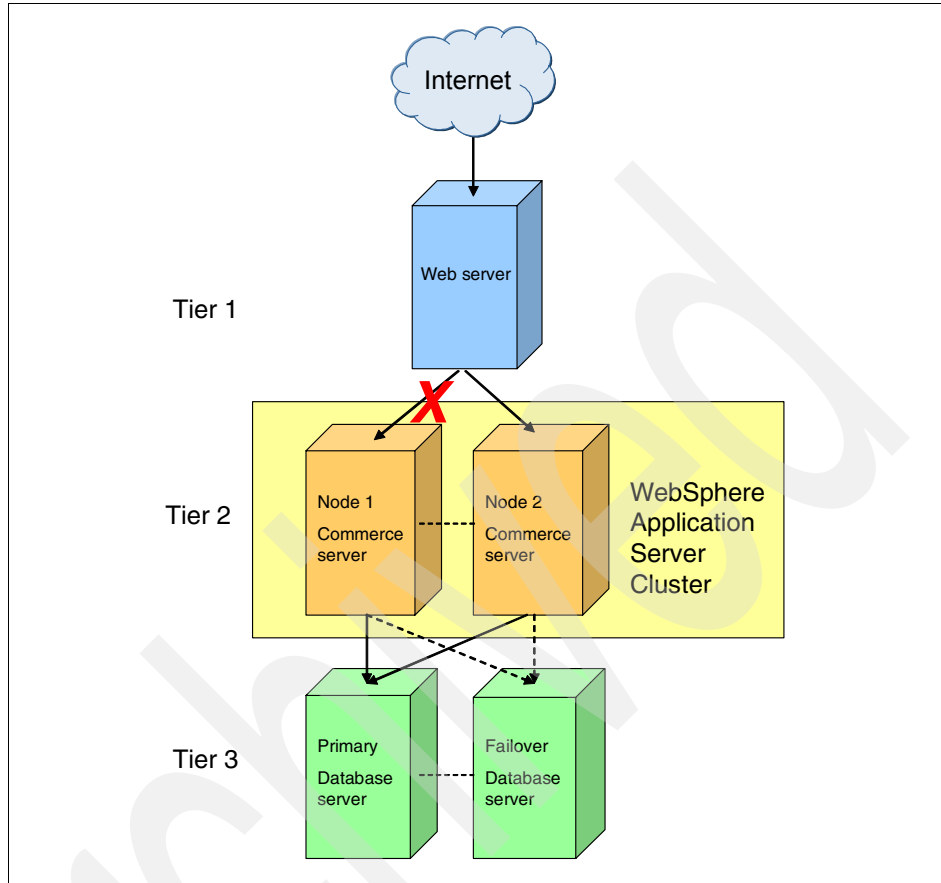 Internet
Web server
Tier 1
X
Tier 2
Node 1
Commerce
server
Node 2
Commerce
server
WebSphere
Application
Server
Cluster
Tier 3
Primary
Database
server
Failover
Database
server